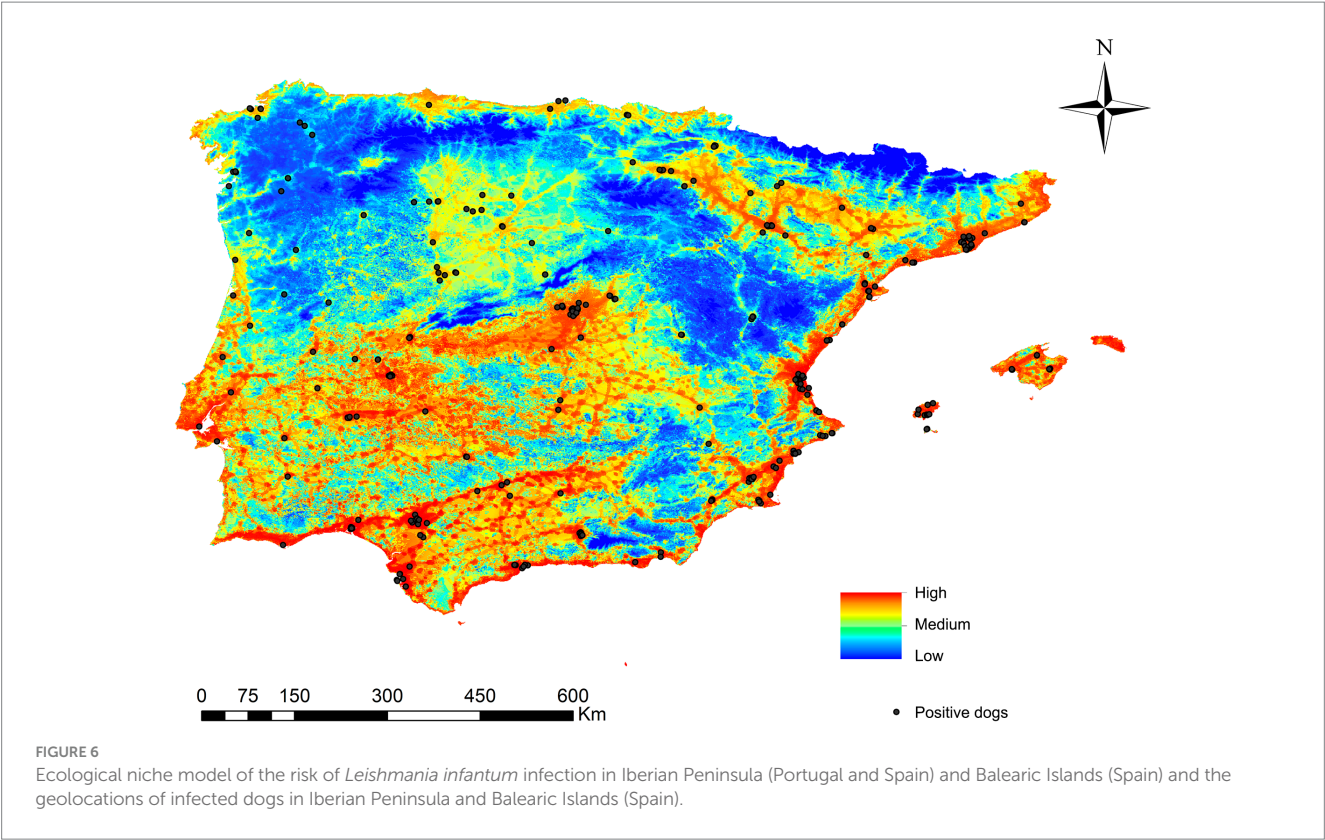 N
High
Medium
Low
0 75 150 300 450 600
Km
Positive dogs
FIGURE 6
Ecological niche model of the risk of Leishmania infantum infection in Iberian Peninsula (Portugal and Spain) and Balearic Islands (Spain) and the
geolocations of infected dogs in Iberian Peninsula and Balearic Islands (Spain).